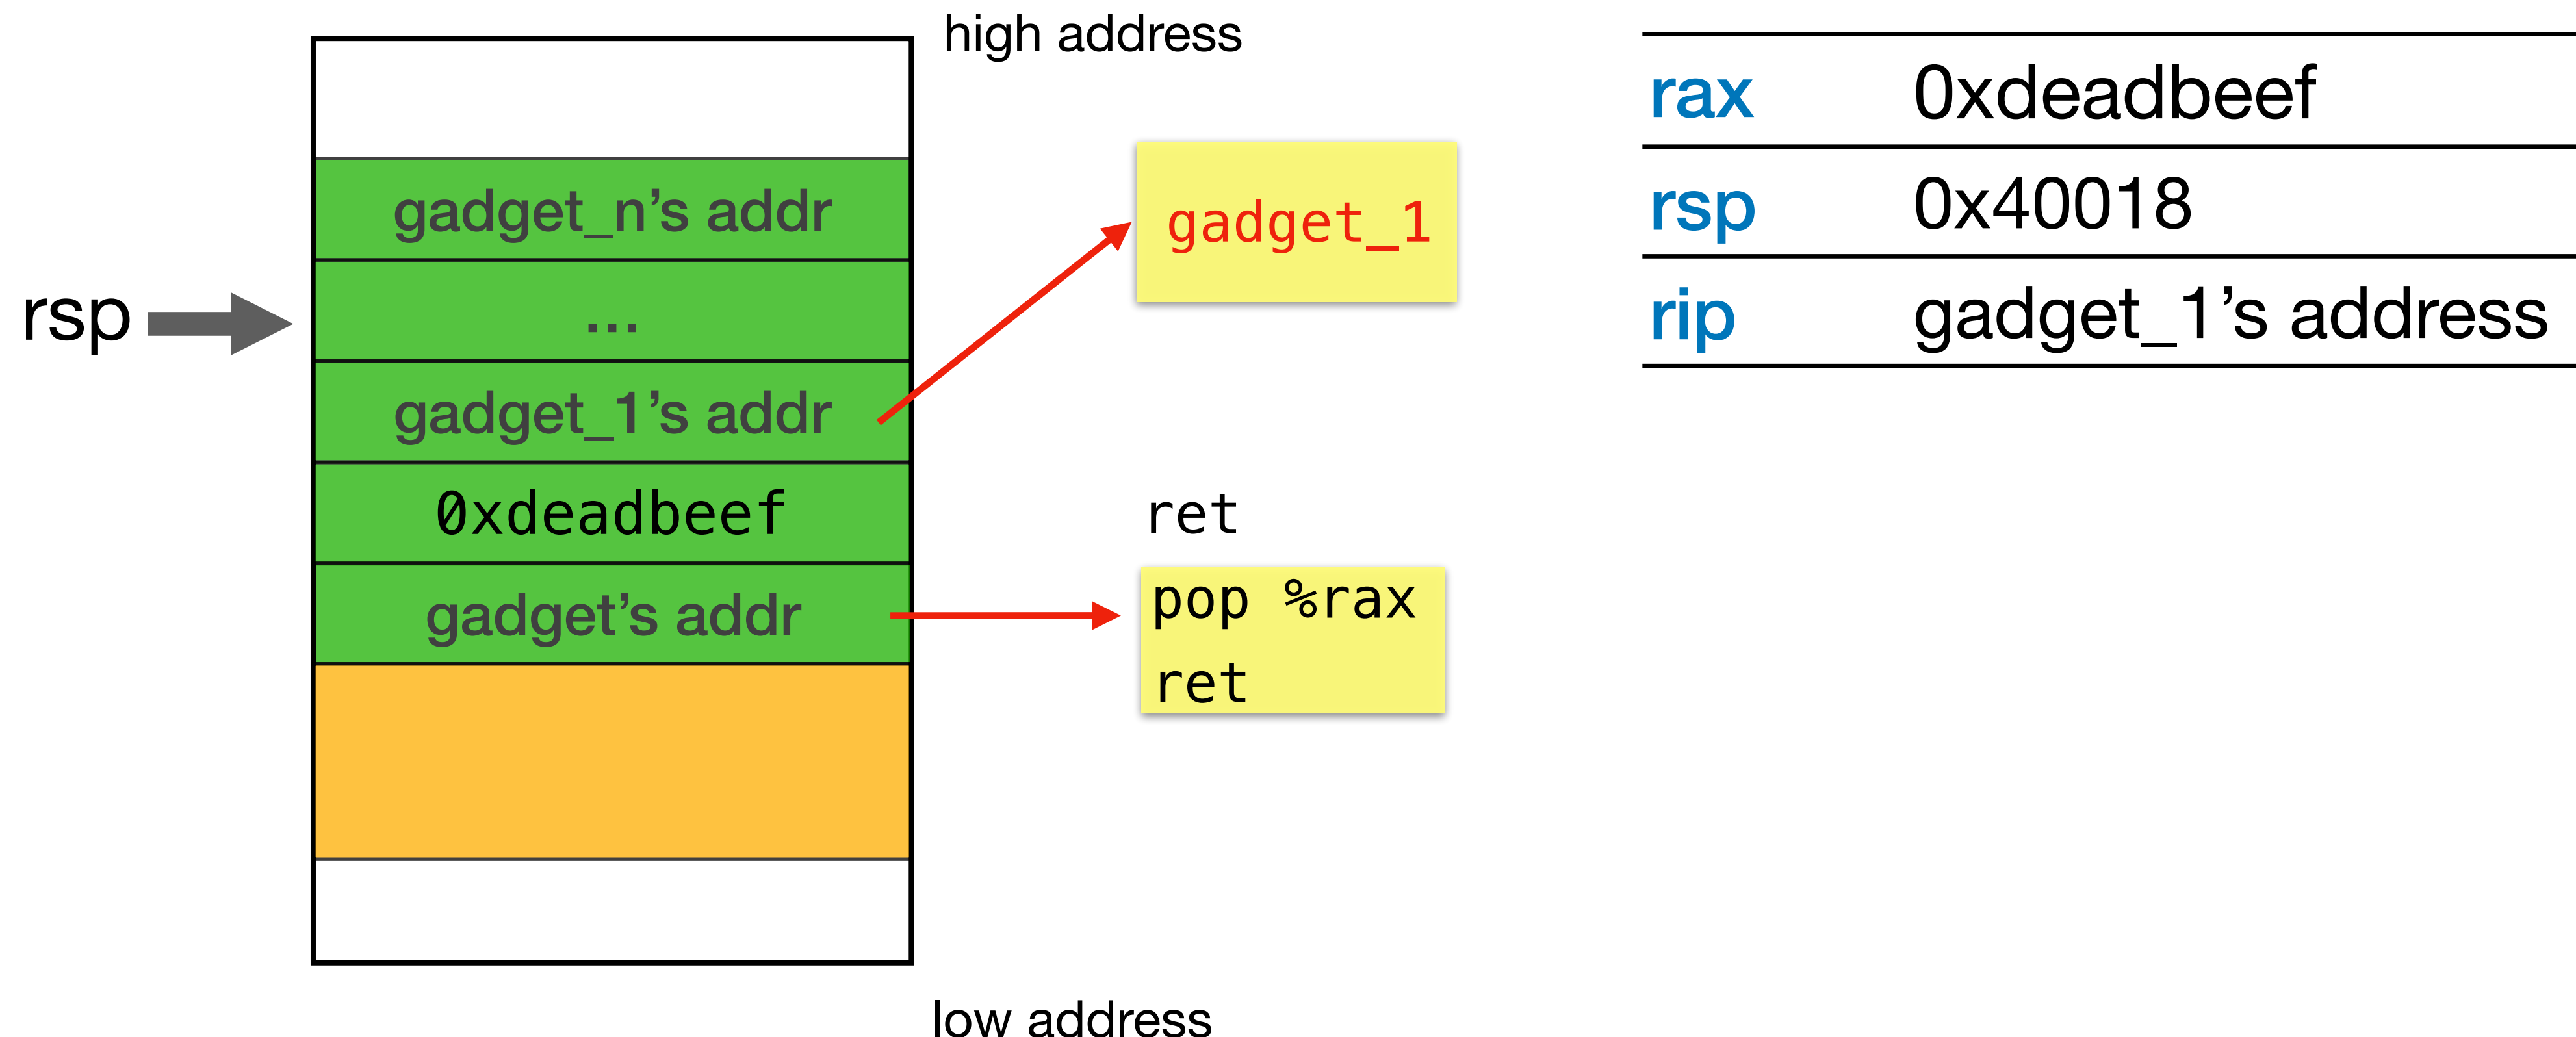 high address
gadget_n’s addr
rsp
...
gadget_1’s addr
0xdeadbeef
gadget’s addr
gadget_1
ret
pop %rax
ret
low address
rax 0xdeadbeef
rsp 0x40018
rip gadget_1’s address